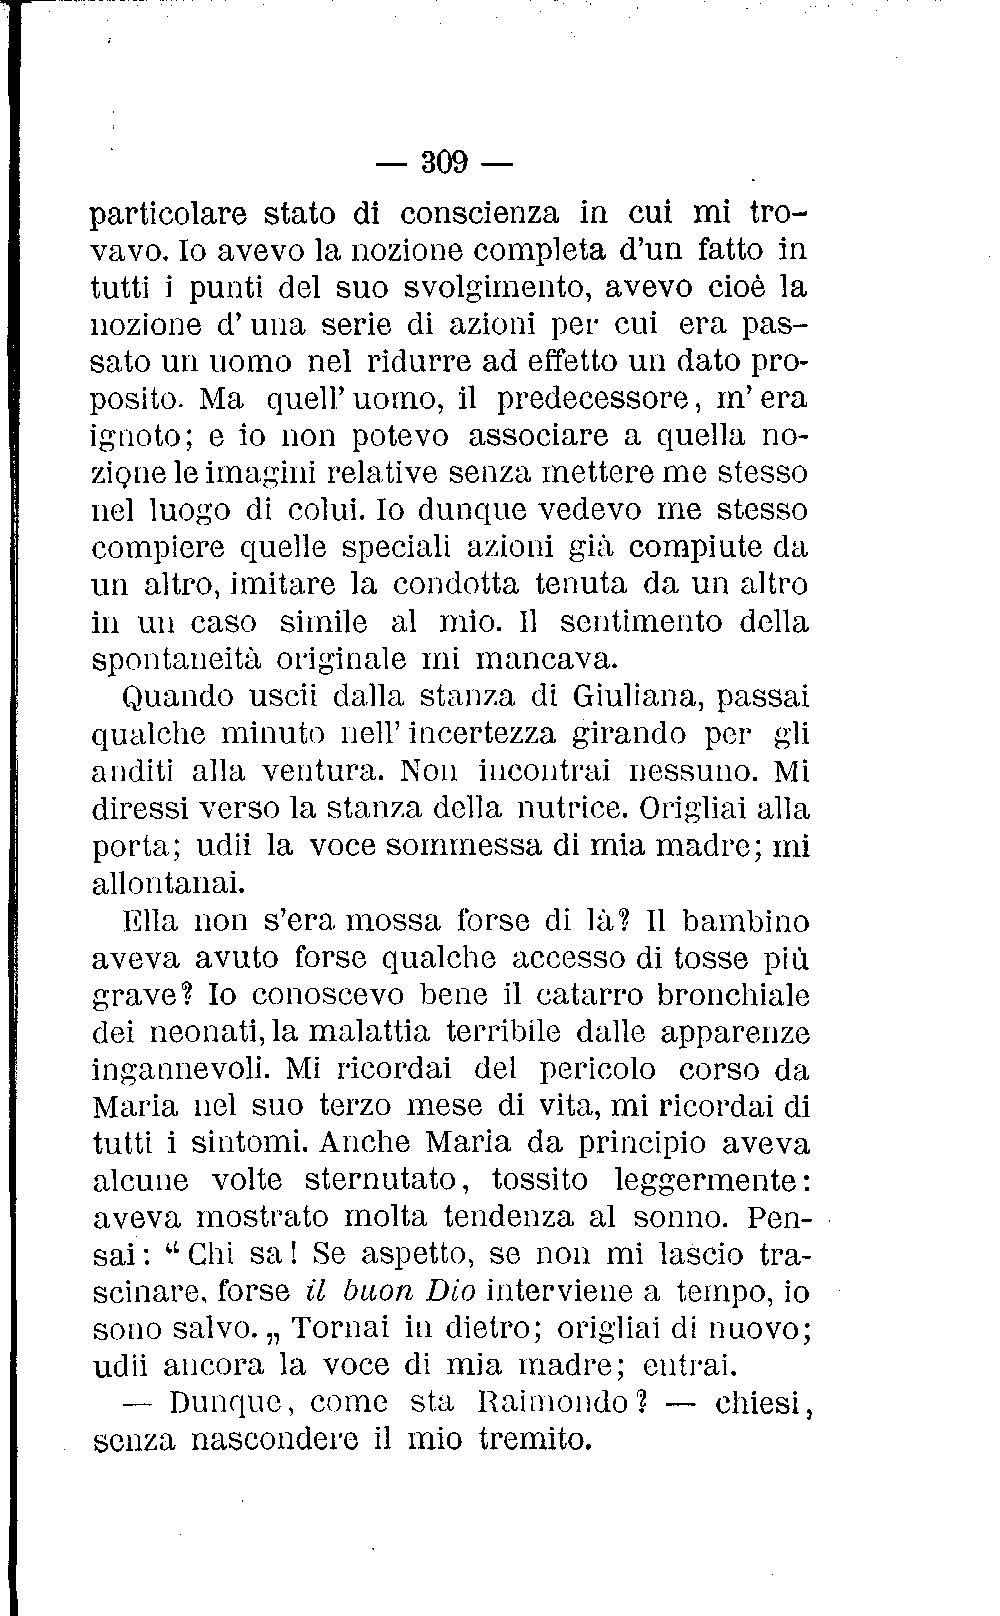 — 309 —
particolare stato di conscienza in cui mi tro-
vavo. Io avevo la nozione completa d'un fatto in
tutti i punti del suo svolgimento, avevo cioè la
nozione d' una serie di azioni per cui era pas-
sato un uomo nel ridurre ad effetto un dato pro-
posito. Ma quell' uomo, il predecessore, m' era
ignoto; e io non potevo associare a quella no-
zione le imagini relative senza mettere me stesso
nel luogo di colui. Io dunque vedevo me stesso
compiere quelle speciali azioni già compiute da
un altro, imitare la condotta tenuta da un altro
in un caso simile al mio. Il sentimento della
spontaneità originale mi mancava.
Quando uscii dalla stanza di Giuliana, passai
qualche minuto nell' incertezza girando per gli
anditi alla ventura. Non incontrai nessuno. Mi
diressi verso la stanza della nutrice. Origliai alla
porta; udii la voce sommessa di mia madre; mi
allontanai.
Ella non s'era mossa forse di là? Il bambino
aveva avuto forse qualche accesso di tosse più
grave? Io conoscevo bene il catarro bronchiale
dei neonati, la malattia terribile dalle apparenze
ingannevoli. Mi ricordai del pericolo corso da
Maria nel suo terzo mese di vita, mi ricordai di
tutti i sintomi. Anche Maria da principio aveva
alcune volte sternutato, tossito leggermente:
aveva mostrato molta tendenza al sonno. Pen-
sai: “ Chi sa! Se aspetto, se non mi lascio tra-
scinare, forse il buon Dio interviene a tempo, io
sono salvo. „ Tornai in dietro; origliai di nuovo;
udii ancora la voce di mia madre; entrai.
— Dunque, come sta Raimondo? — chiesi,
senza nascondere il mio tremito.